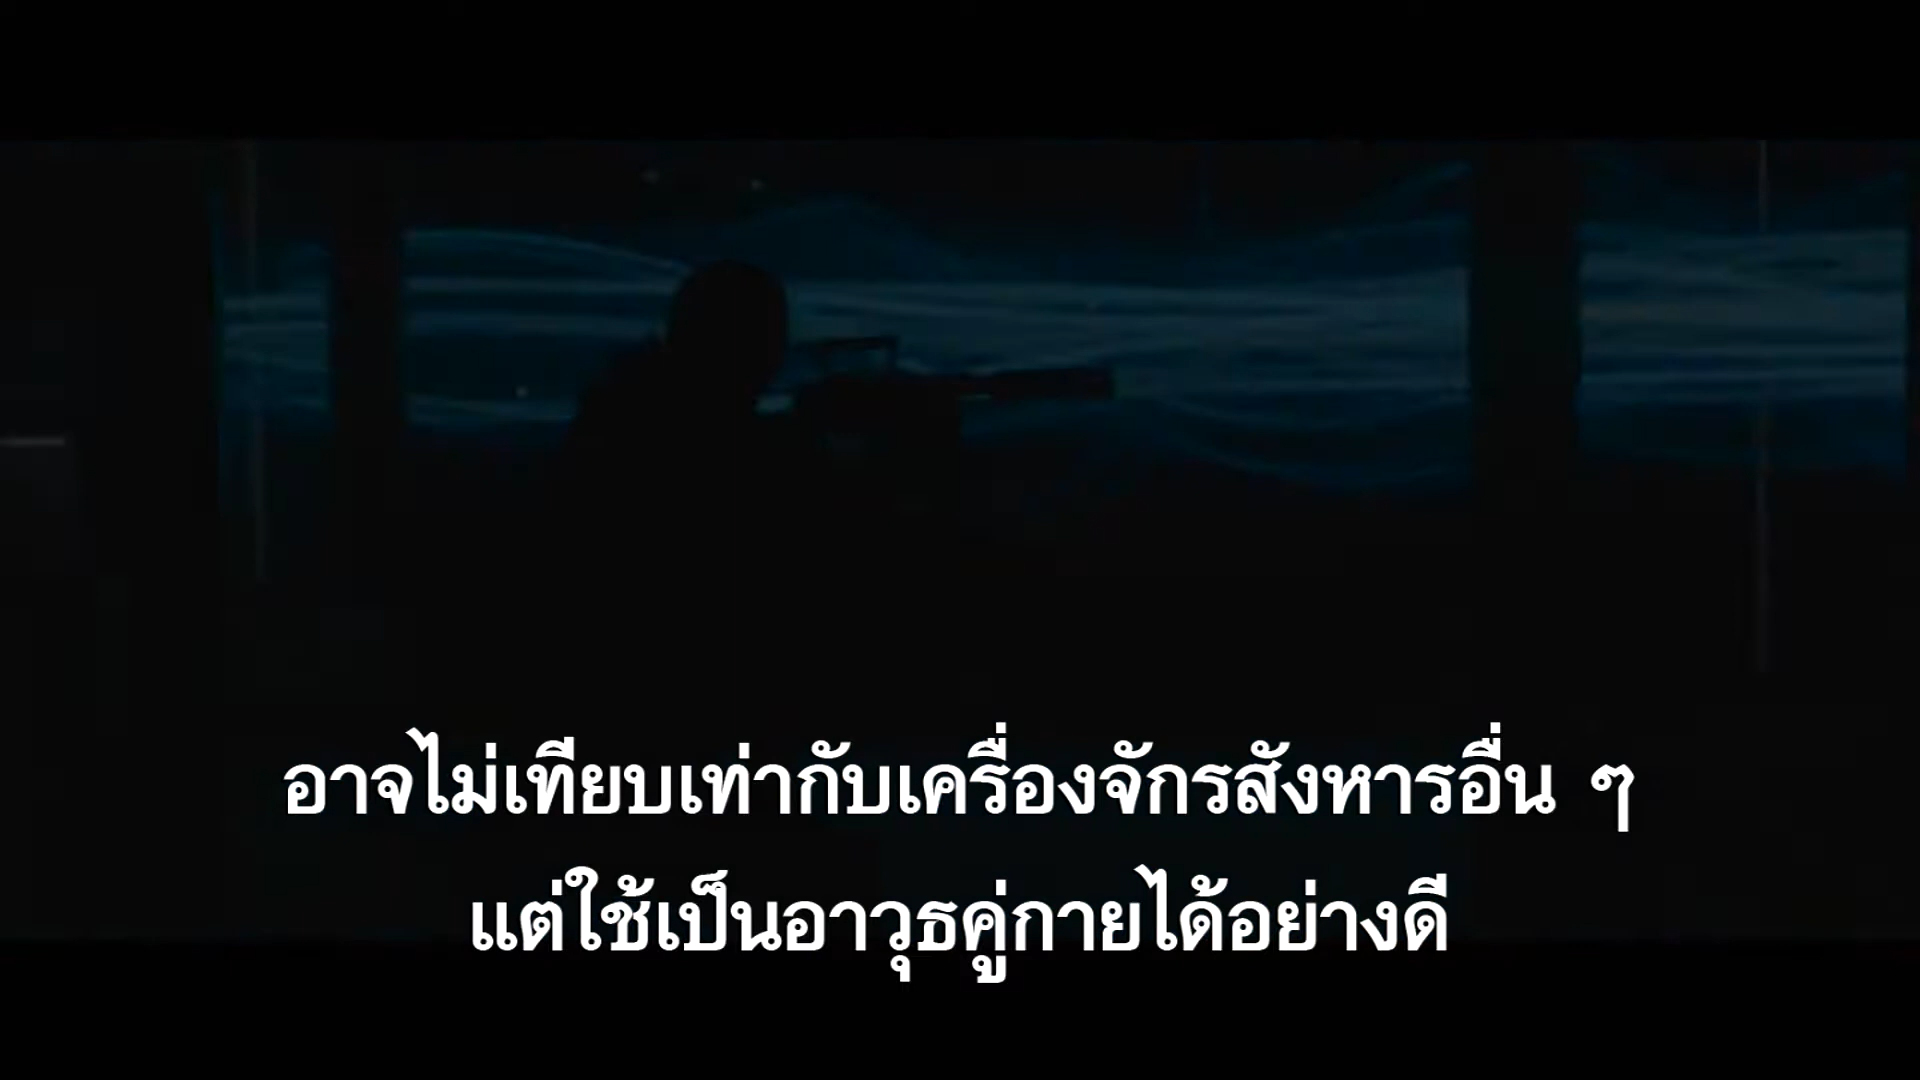 อาจไม่เทียบเท่ากับเครื่องจักรสังหารอื่น ๆ
แต่ใช้เป็นอาวุธคู่กายได้อย่างดี